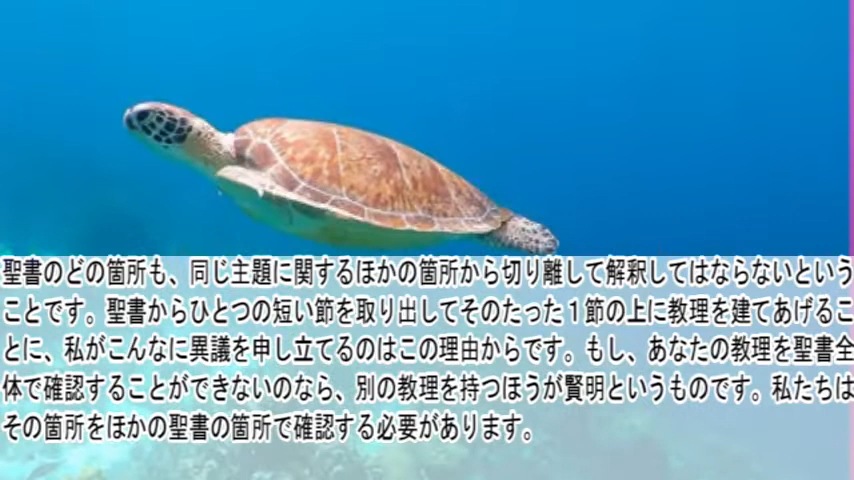 聖書のどの箇所も、同じ主題に関するほかの箇所から切り離して解釈してはならないという
ことです。聖書からひとつの短い節を取り出してそのたった１節の上に教理を建てあげるこ
とに、私がこんなに異議を申し立てるのはこの理由からです。もし、あなたの教理を聖書全
体で確認することができないのなら、別の教理を持つほうが賢明というものです。私たちは
その箇所をほかの聖書の箇所で確認する必要があります。